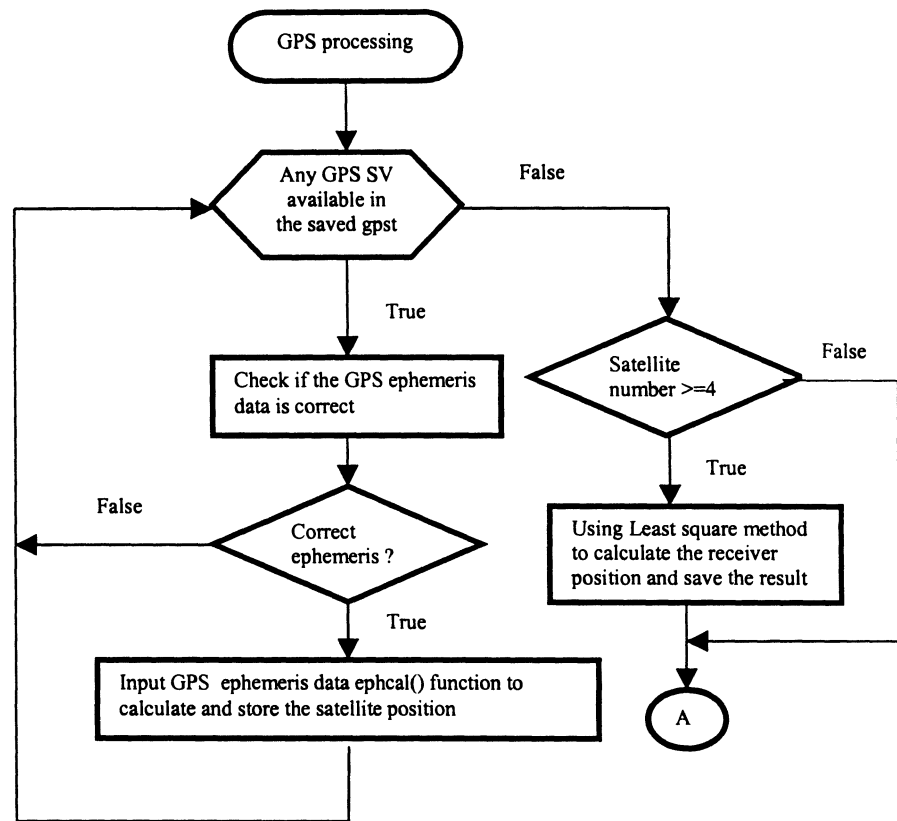 GPS processing
Any GPS SV
available in
the saved gpst
False
True
Check if the GPS ephemeris
data is correct
Satellite
number >=4
False
True
False
Correct
ephemeris ?
Using Least square method
to calculate the receiver
position and save the result
True
Input GPS ephemeris data ephcal() function to
calculate and store the satellite position
A